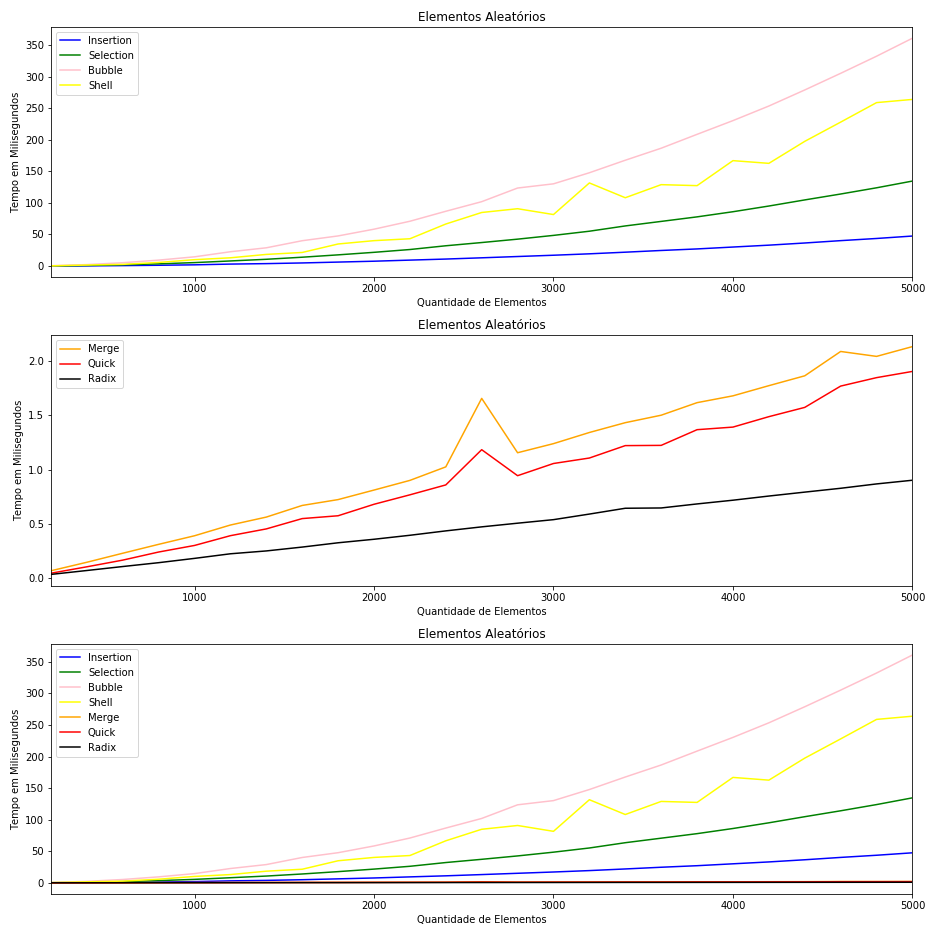 Elementos Aleatórios
Insertion
Selection
Bubble
Shell
350
300
250
200
150
100
50
0
Tempo em Milisegundos
1000 2000 3000 4000 5000
Quantidade de Elementos
Elementos Aleatórios
Merge
Quick
Radix
2.0
1.5
1.0
0.5
0.0
Tempo em Milisegundos
1000 2000 3000 4000 5000
Quantidade de Elementos
Elementos Aleatórios
Insertion
Selection
Bubble
Shell
Merge
Quick
Radix
350
300
250
200
150
100
50
0
Tempo em Milisegundos
1000 2000 3000 4000 5000
Quantidade de Elementos